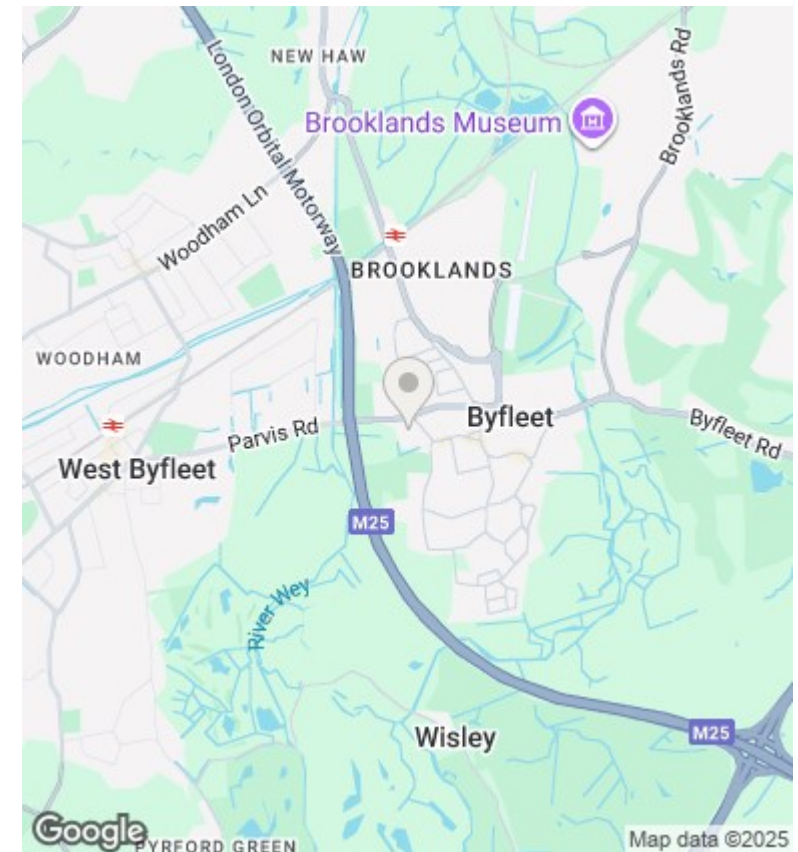 NEW HAW
London Orbital Motorway
Brooklands Rd
Brooklands Museum
Woodham Ln
BROOKLANDS
WOODHAM
Byfleet
Parvis Rd
Byfleet Rd
West Byfleet
M25
River Wey
Wisley
M25
Google
PYRFORD GREEN
Map data ©2025